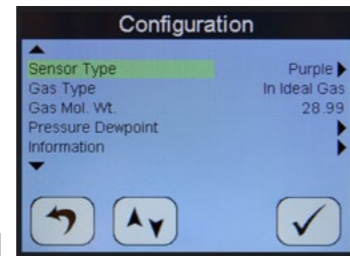 Configuration
Sensor Type Purple
Gas Type In Ideal Gas
Gas Mol. Wt. 28.99
Pressure Dewpoint
Information